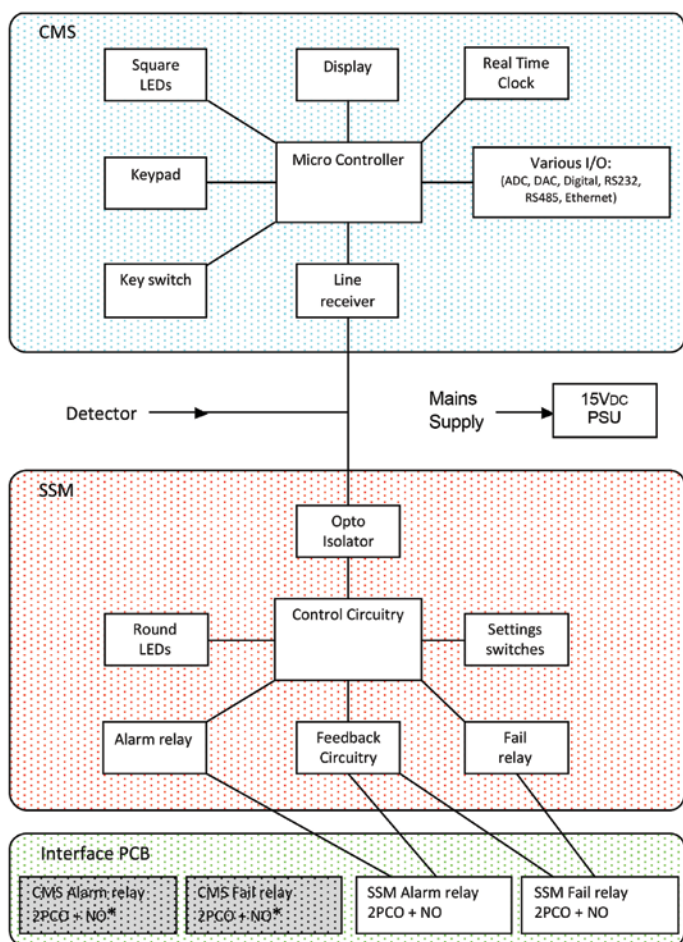 CMS
Square
LEDs
Display
Real Time
Clock
Keypad
Micro Controller
Various I/O:
(ADC, DAC, Digital, RS232,
RS485, Ethernet)
Key switch
Line
receiver
Detector
Mains
Supply
15VDC
PSU
SSM
Opto
Isolator
Round
LEDs
Control Circuitry
Settings
switches
Alarm relay
Feedback
Circuitry
Fail
relay
Interface PCB
CMS Alarm relay
2PCO + NO*
CMS Fail relay
2PCO + NO*
SSM Alarm relay
2PCO + NO
SSM Fail relay
2PCO + NO